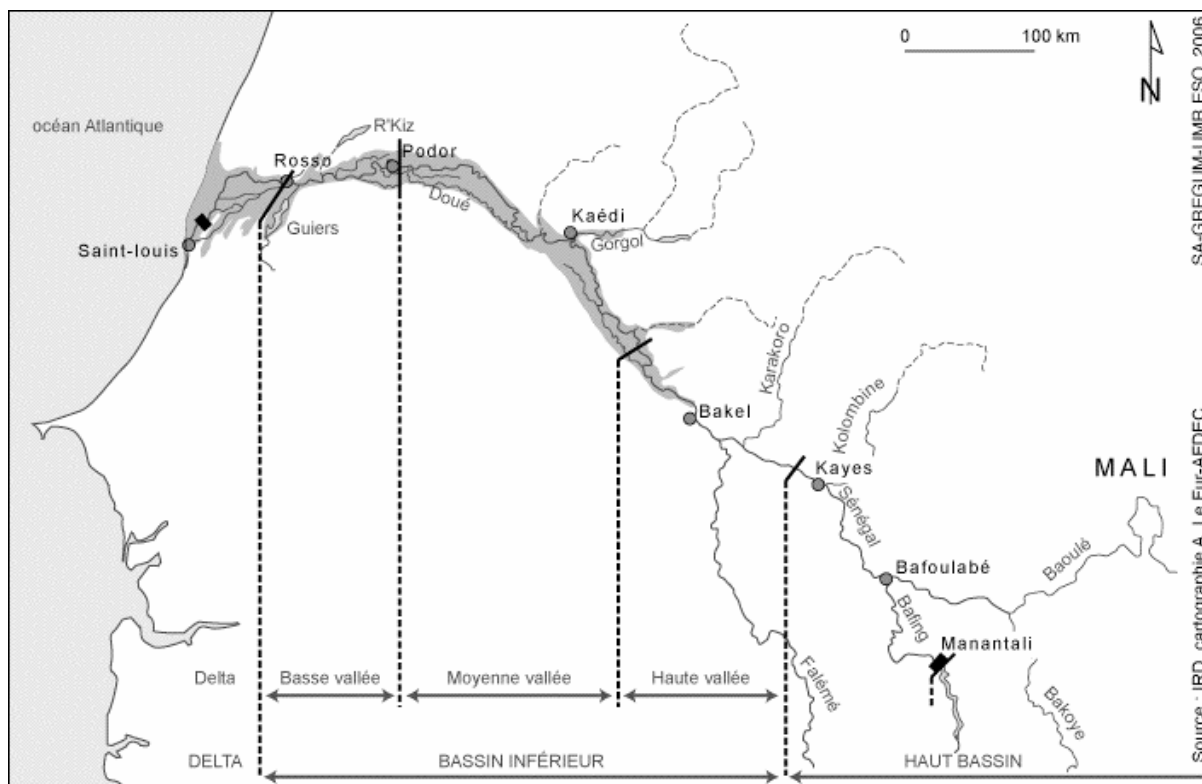 0 100 km
N
océan Atlantique
R'Kiz
Rosso
Podor
Doué
Guiers
Saint-louis
Kaédi
Gorgol
Karakoro
Bakel
Kolombine
Kayes
MALI
Sénégal
Bafoulabé
Baoulé
Bafing
Manantali
Falémé
Bakoye
Delta
Basse vallée
Moyenne vallée
Haute vallée
DELTA
BASSIN INFÉRIEUR
HAUT BASSIN
Source : IRD, cartographie A. Le Fur-AFDEC
SA-GREGUM-UMR ESO, 2006